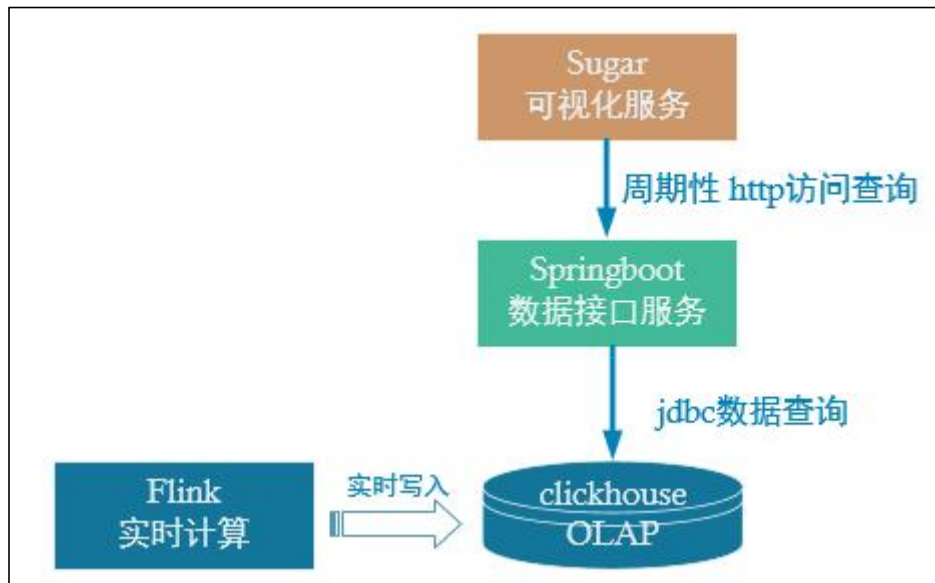 Sugar
可视化服务
周期性 http访问查询
Springboot
数据接口服务
jdbc数据查询
Flink
实时计算
实时写入
clickhouse
OLAP